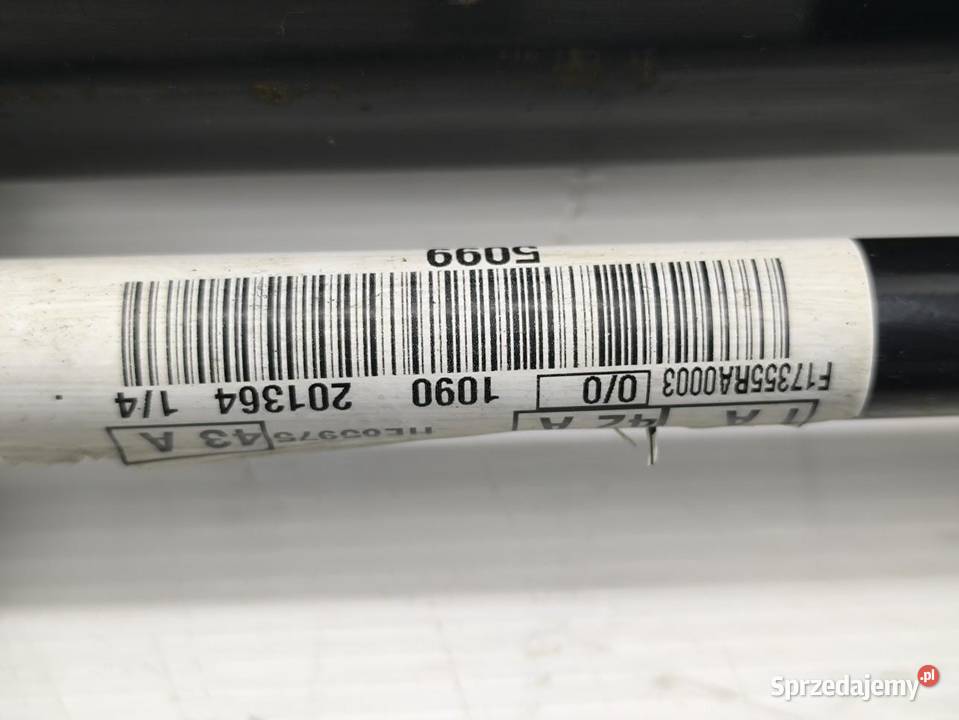 42 A 43 A
F17355RA0003 0/0 1090 201364 1/4
5099
Sprzedajemy.pl